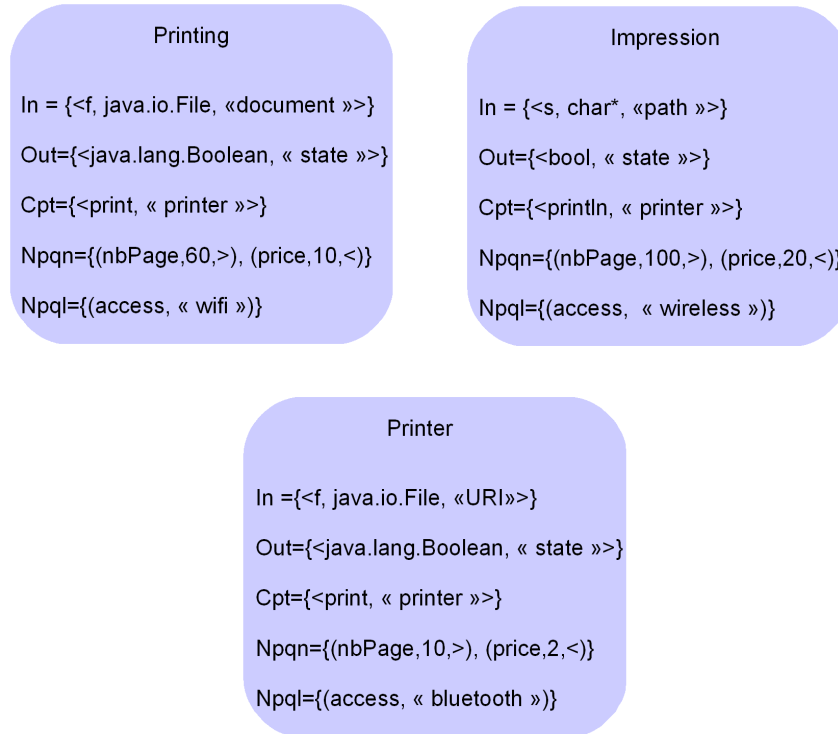 Printing
In = {<f, java.io.File, «document »>}
Out={<java.lang.Boolean, « state »>}
Cpt={<print, « printer »>}
Npqn={(nbPage,60,>), (price,10,<)}
Npql={(access, « wifi »)}
Impression
In = {<s, char*, «path »>}
Out={<bool, « state »>}
Cpt={<println, « printer »>}
Npqn={(nbPage,100,>), (price,20,<)}
Npql={(access, « wireless »)}
Printer
In ={<f, java.io.File, «URI»>}
Out={<java.lang.Boolean, « state »>}
Cpt={<print, « printer »>}
Npqn={(nbPage,10,>), (price,2,<)}
Npql={(access, « bluetooth »)}